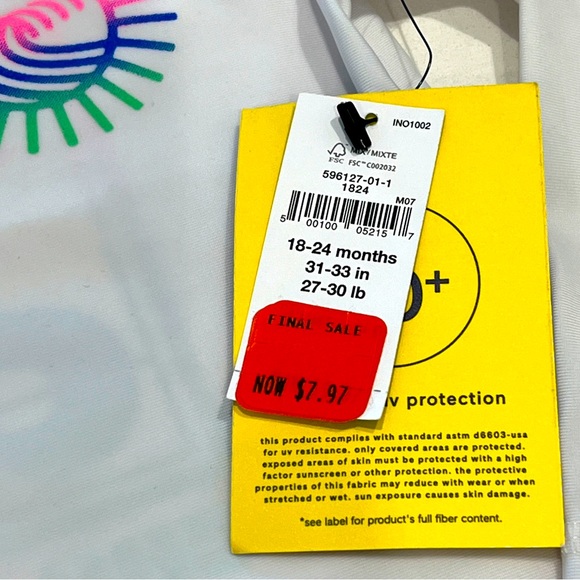 INO1002
MIX/MIXTE
FSC FSC™ C002032
596127-01-1
1824
M07
5 00100 05215 7
18-24 months
31-33 in
27-30 lb
FINAL SALE
NOW $7.97
0+
uv protection
this product complies with standard astm d6603-usa
for uv resistance. only covered areas are protected.
exposed areas of skin must be protected with a high
factor sunscreen or other protection. the protective
properties of this fabric may reduce with wear or when
stretched or wet. sun exposure causes skin damage.
*see label for product's full fiber content.